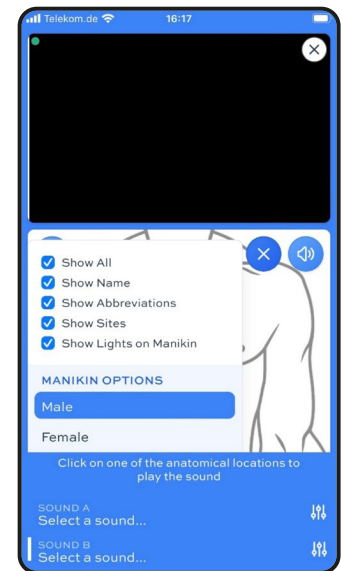 Telekom.de 16:17
Show All
Show Name
Show Abbreviations
Show Sites
Show Lights on Manikin
MANIKIN OPTIONS
Male
Female
Click on one of the anatomical locations to
play the sound
SOUND A
Select a sound...
SOUND B
Select a sound...